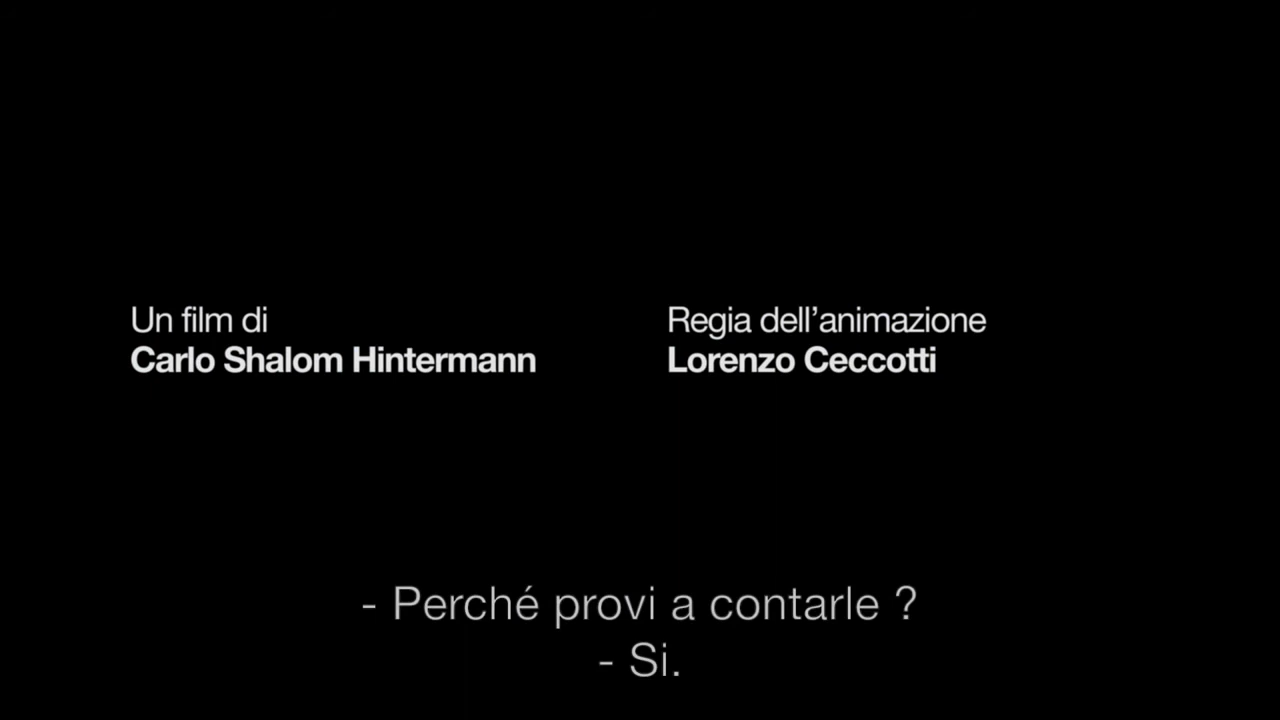 Un film di
Carlo Shalom Hintermann
Regia dell’animazione
Lorenzo Ceccotti
- Perché provi a contarle ?
- Si.